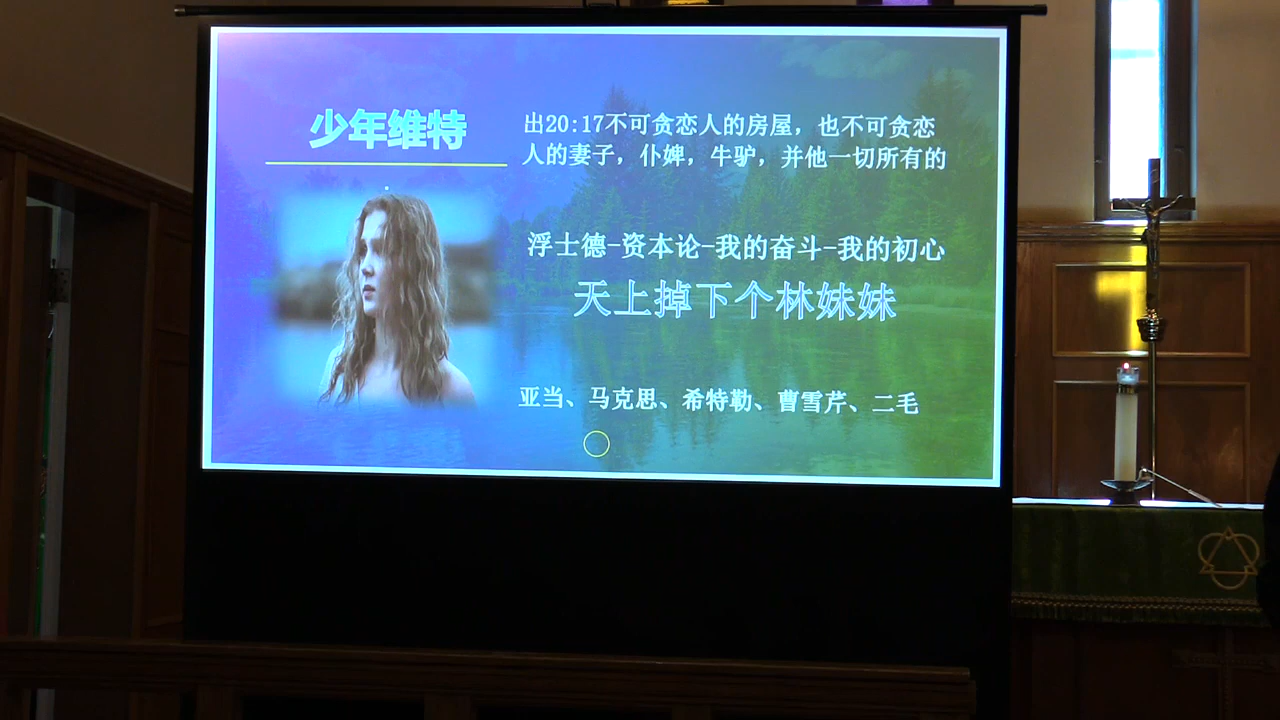 少年维特
出20:17不可贪恋人的房屋，也不可贪恋
人的妻子，仆婢，牛驴，并他一切所有的
浮士德-资本论-我的奋斗-我的初心
天上掉下个林妹妹
亚当、马克思、希特勒、曹雪芹、二毛